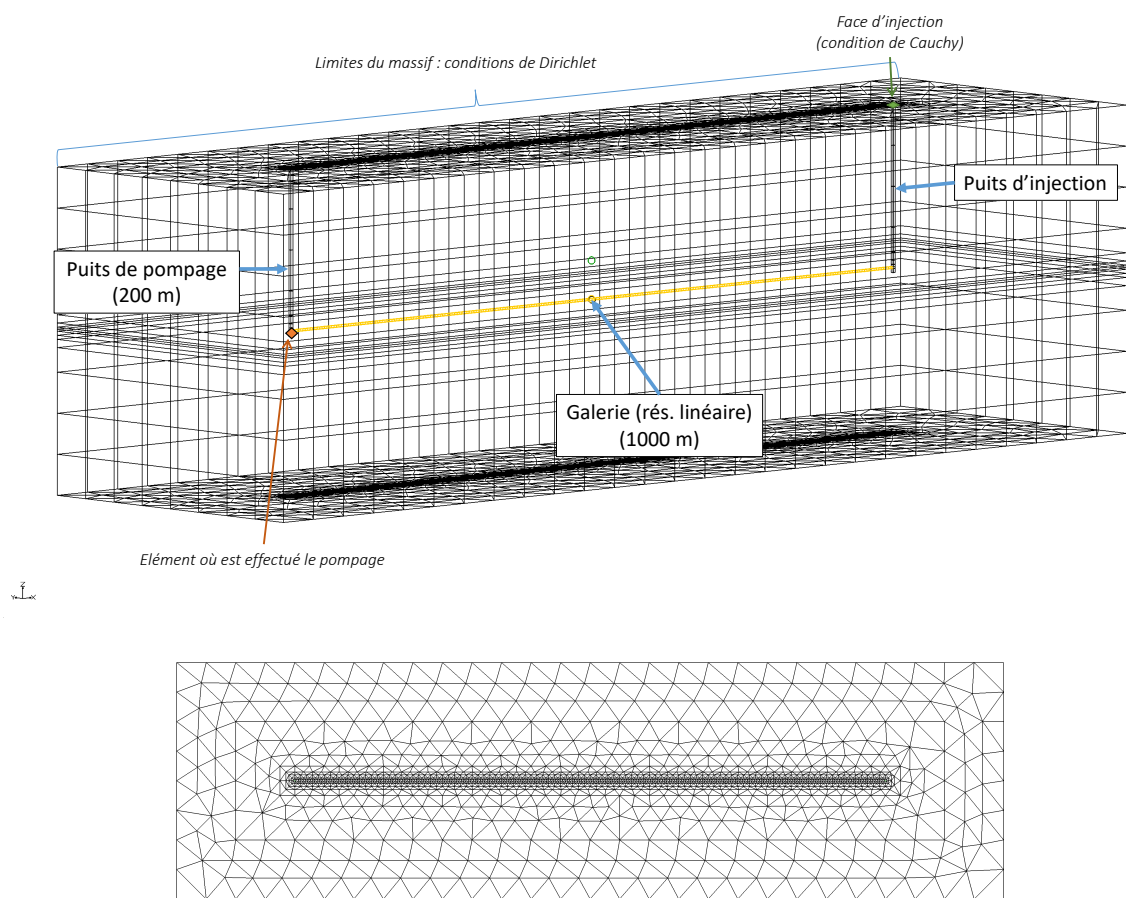 Face d'injection
(condition de Cauchy)
Limites du massif : conditions de Dirichlet
Puits d'injection
Puits de pompage
(200 m)
Galerie (rés. linéaire)
(1000 m)
Elément où est effectué le pompage
Z
Y X